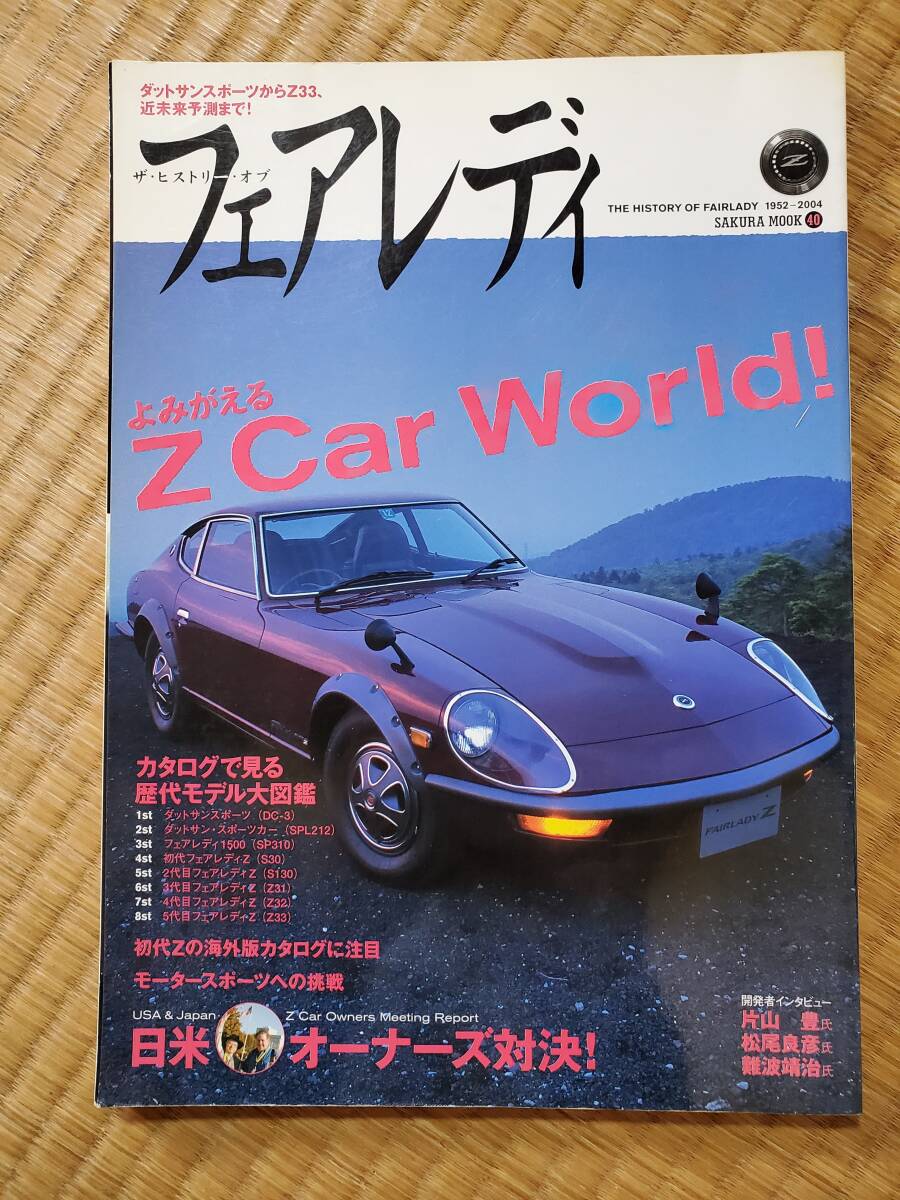 ダットサンスポーツからZ33、
近未来予測まで!
ザ・ヒストリー・オブ
フェアレディ
Z
THE HISTORY OF FAIRLADY 1952-2004
SAKURA MOOK 40
よみがえる
Z Car World!
カタログで見る
歴代モデル大図鑑
1st ダットサンスポーツ(DC-3)
2st ダットサン・スポーツカー(SPL212)
3st フェアレディ1500(SP310)
4st 初代フェアレディZ(S30)
5st 2代目フェアレディZ(S130)
6st 3代目フェアレディZ(Z31)
7st 4代目フェアレディZ(Z32)
8st 5代目フェアレディZ(Z33)
FAIRLADY Z
初代Zの海外版カタログに注目
モータースポーツへの挑戦
USA & Japan Z Car Owners Meeting Report
日米オーナーズ対決!
開発者インタビュー
片山 豊氏
松尾良彦氏
難波靖治氏